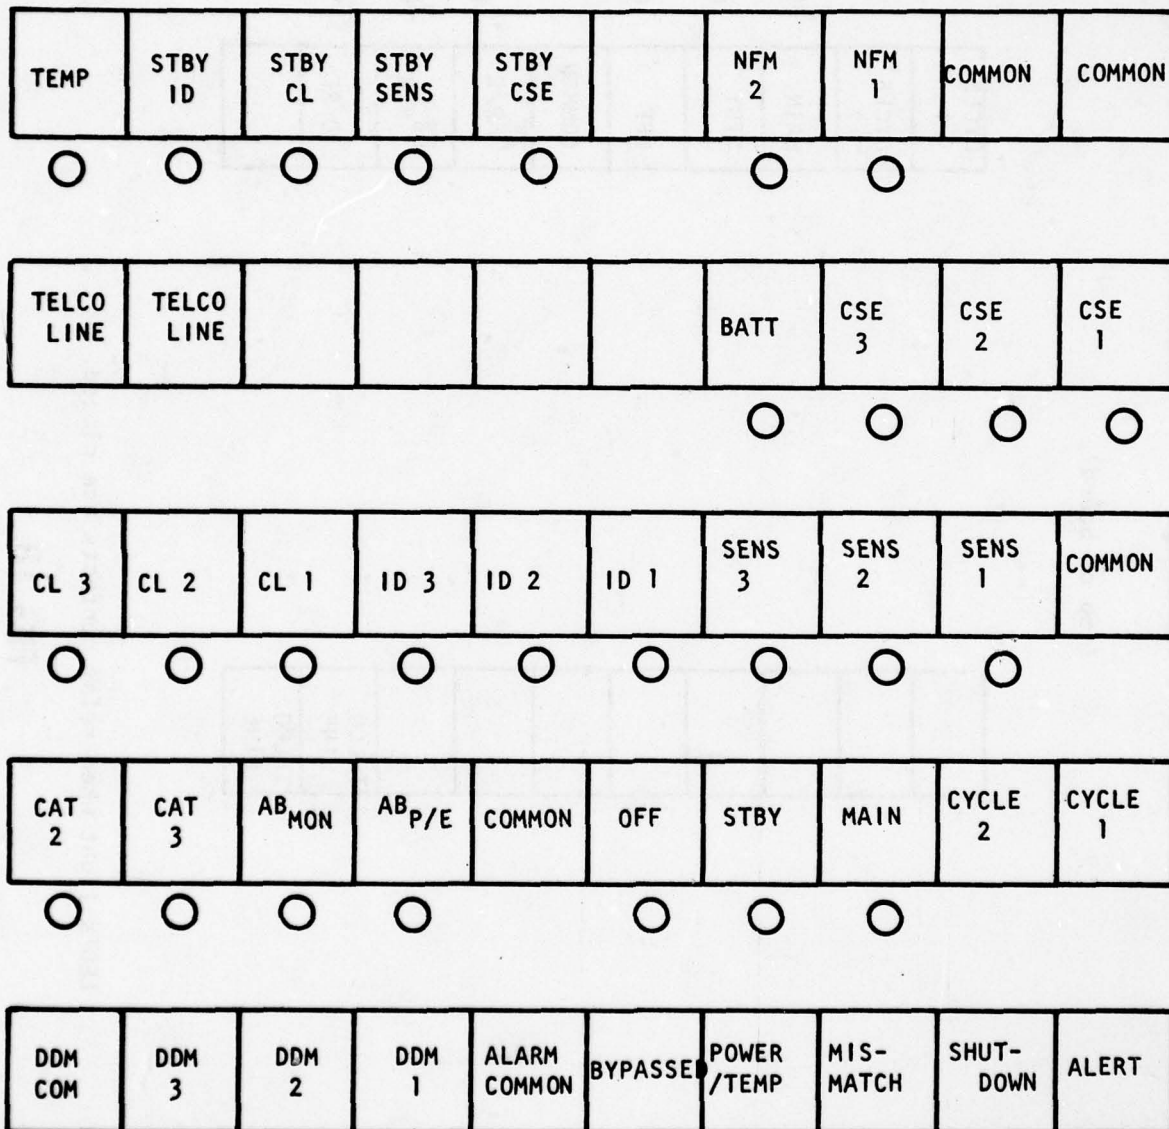 TEMP STBY ID STBY CL STBY SENS STBY CSE NFM 2 NFM 1 COMMON COMMON
TELCO LINE TELCO LINE BATT CSE 3 CSE 2 CSE 1
CL 3 CL 2 CL 1 ID 3 ID 2 ID 1 SENS 3 SENS 2 SENS 1 COMMON
CAT 2 CAT 3 AB MON AB P/E COMMON OFF STBY MAIN CYCLE 2 CYCLE 1
DDM COM DDM 3 DDM 2 DDM 1 ALARM COMMON BYPASSED POWER /TEMP MIS- MATCH SHUT- DOWN ALERT